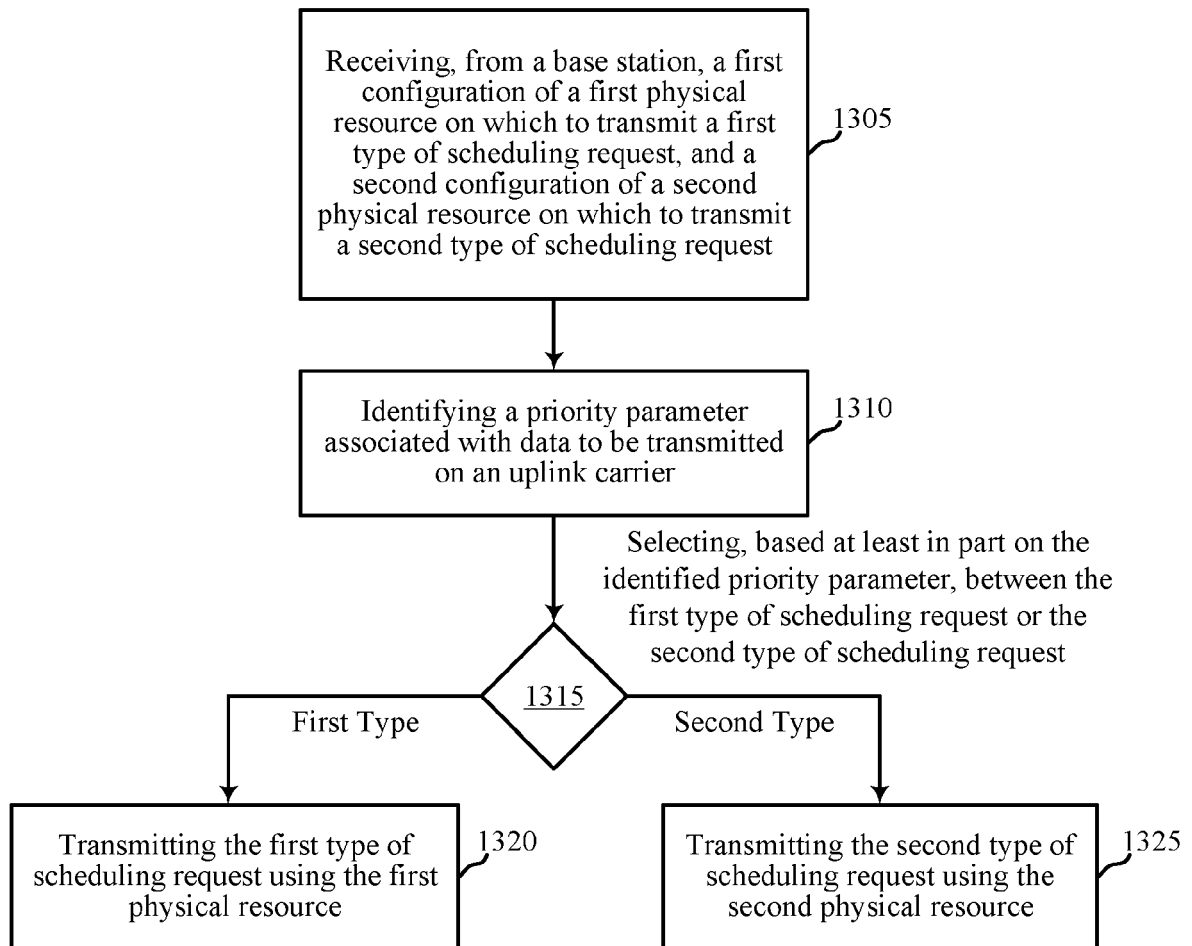 Receiving, from a base station, a first
configuration of a first physical
resource on which to transmit a first
type of scheduling request, and a
second configuration of a second
physical resource on which to transmit
a second type of scheduling request
1305
Identifying a priority parameter
associated with data to be transmitted
on an uplink carrier
1310
Selecting, based at least in part on the
identified priority parameter, between the
first type of scheduling request or the
second type of scheduling request
1315
First Type
Second Type
Transmitting the first type of
scheduling request using the first
physical resource
1320
Transmitting the second type of
scheduling request using the
second physical resource
1325